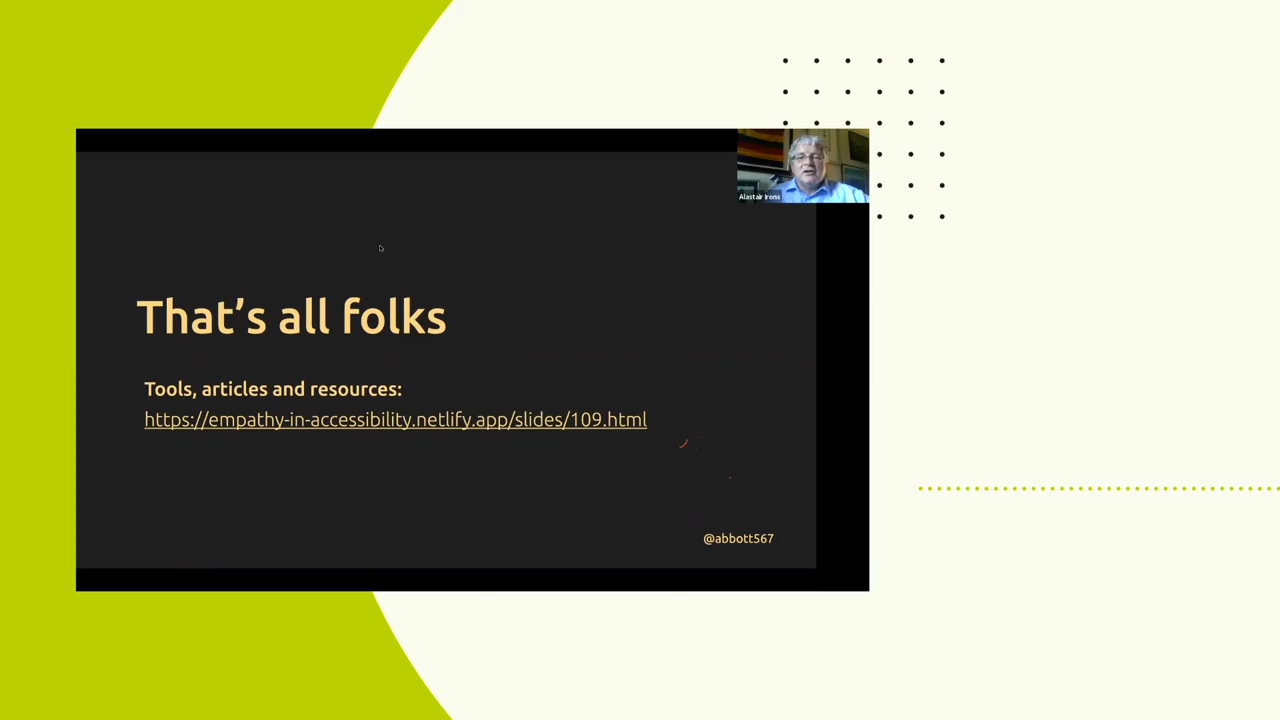 Alastair Irons
That’s all folks
Tools, articles and resources:
https://empathy-in-accessibility.netlify.app/slides/109.html
@abbott567